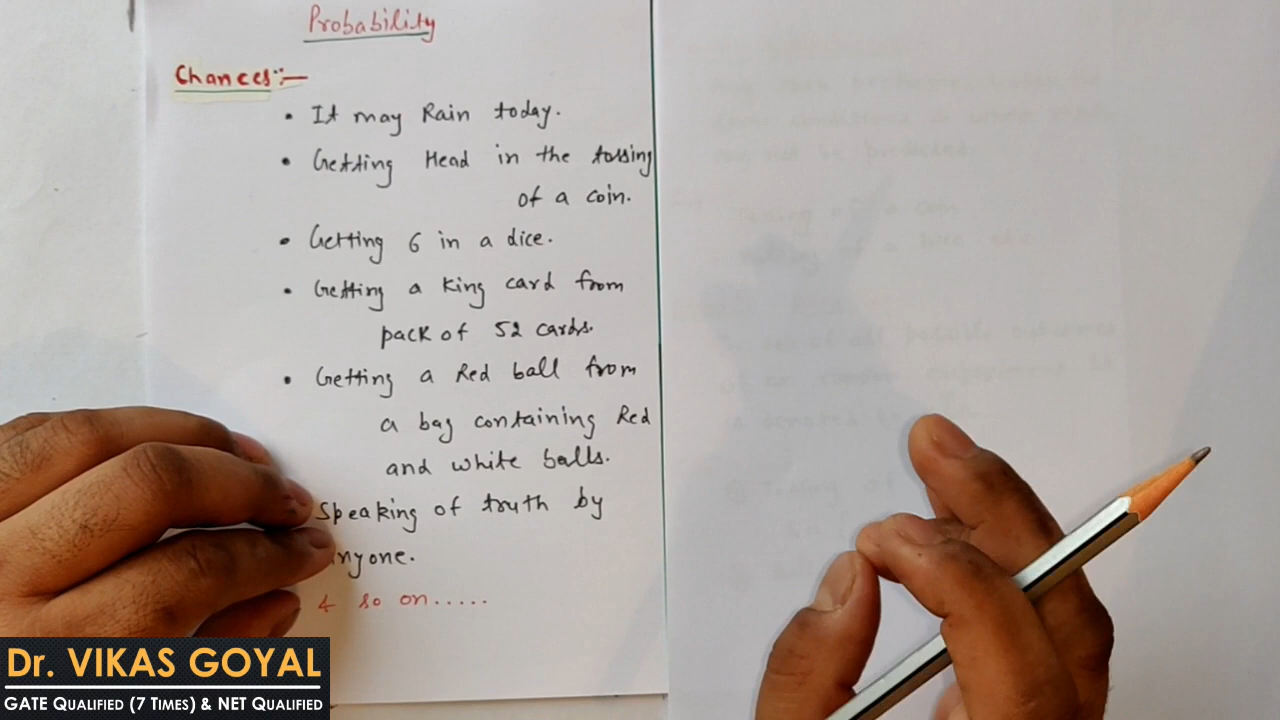 Probability
Chances:-
• It may Rain today.
• Getting Head in the tossing
of a coin.
• Getting 6 in a dice.
• Getting a King card from
pack of 52 cards.
• Getting a Red ball from
a bag containing Red
and white balls.
Speaking of truth by
nyone.
& so on.....
Dr. VIKAS GOYAL
GATE QUALIFIED (7 TIMES) & NET QUALIFIED